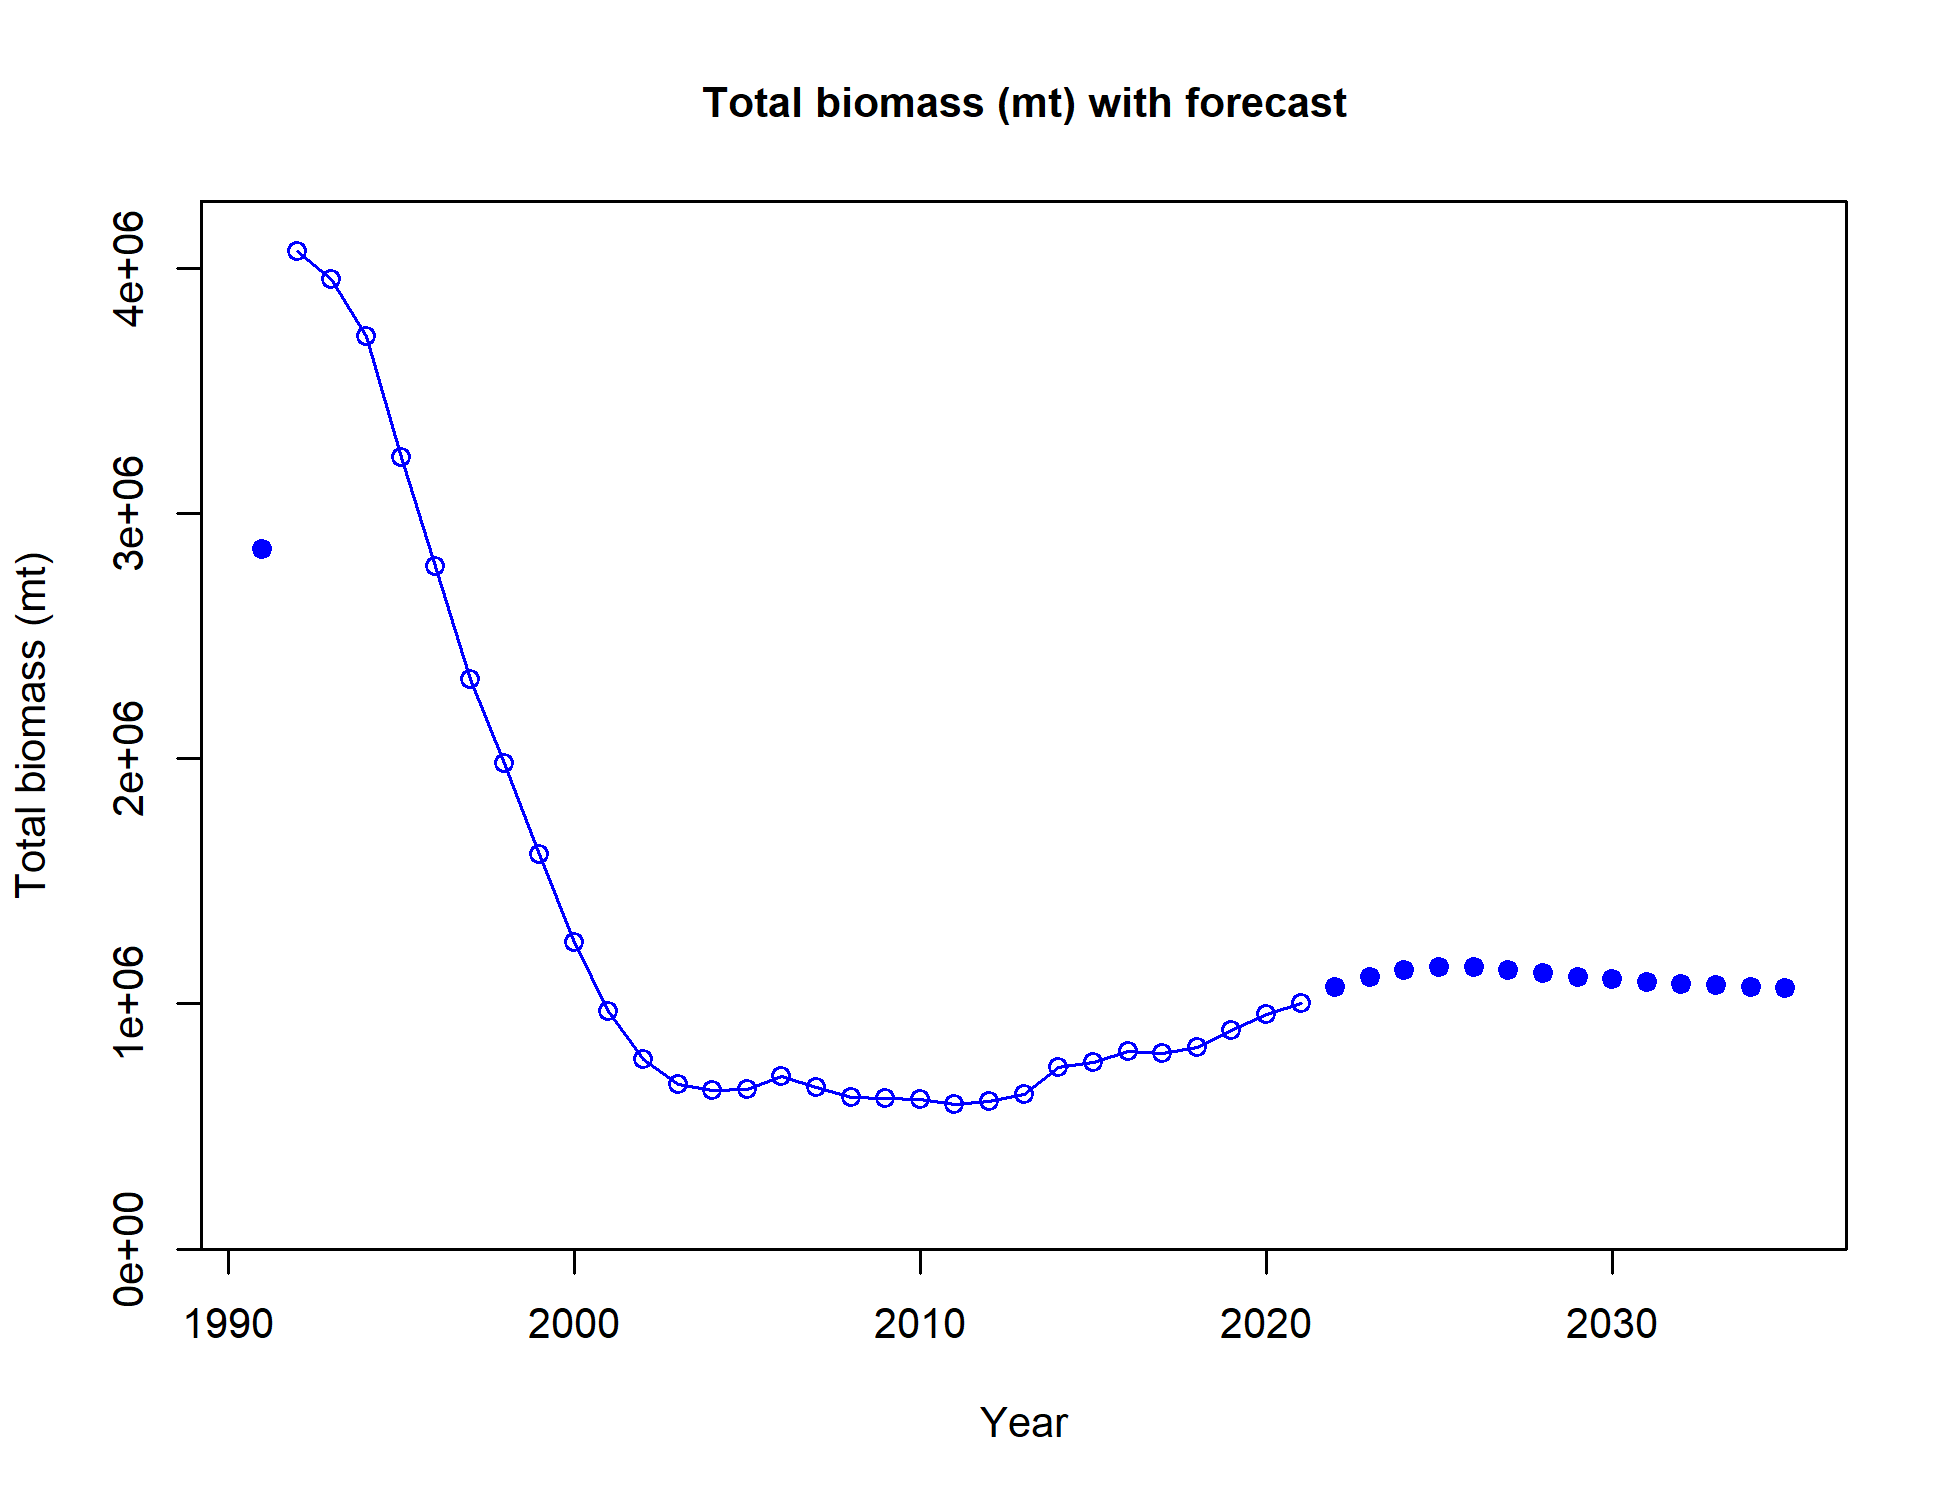 Total biomass (mt) with forecast
Total biomass (mt)
4e+06
3e+06
2e+06
1e+06
0e+00
1990 2000 2010 2020 2030
Year